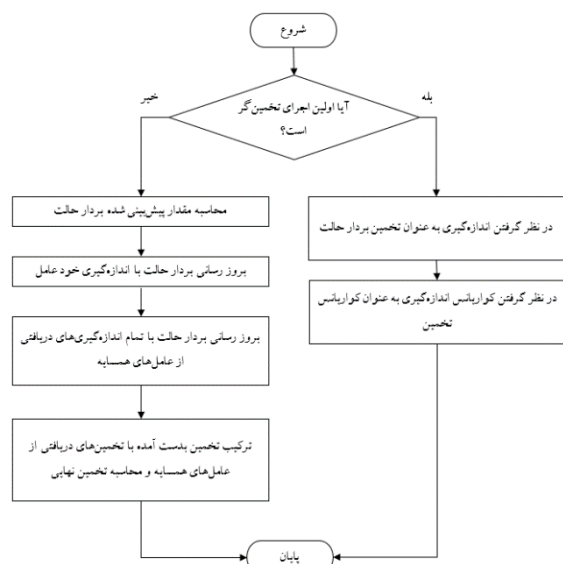 شروع
آیا اولین اجرای تخمین‌گر
است؟
بله
خیر
در نظر گرفتن اندازه‌گیری به عنوان تخمین بردار حالت
در نظر گرفتن کواریانس اندازه‌گیری به عنوان کواریانس
تخمین
محاسبه مقدار پیش‌بینی شده بردار حالت
بروز رسانی بردار حالت با اندازه‌گیری خود عامل
بروز رسانی بردار حالت با تمام اندازه‌گیری‌های دریافتی
از عامل‌های همسایه
ترکیب تخمین بدست آمده با تخمین‌های دریافتی از
عامل‌های همسایه و محاسبه تخمین نهایی
پایان